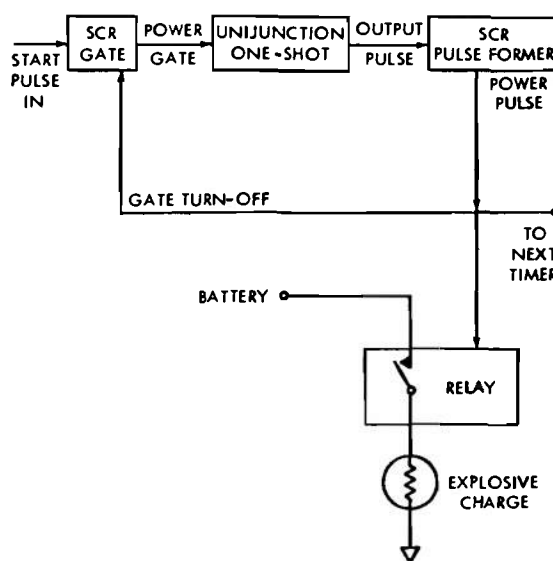 SCR
GATE
POWER
GATE
UNIJUNCTION
ONE-SHOT
OUTPUT
PULSE
SCR
PULSE FORMER
START
PULSE
IN
POWER
PULSE
GATE TURN-OFF
TO
NEXT
TIMER
BATTERY
RELAY
EXPLOSIVE
CHARGE